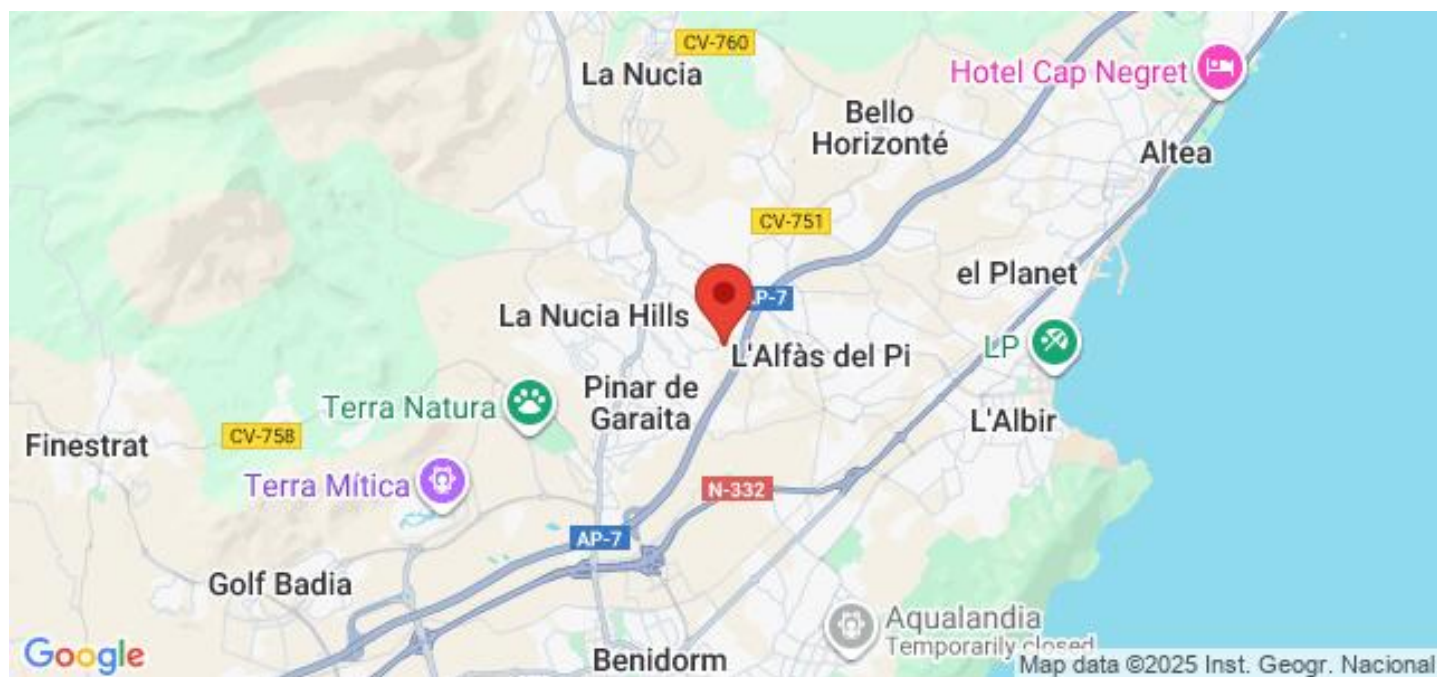 CV-760
La Nucia
Hotel Cap Negret
Bello
Horizonté
Altea
CV-751
el Planet
AP-7
La Nucia Hills
L'Alfàs del Pi
LP
Pinar de
Garaita
Terra Natura
L'Albir
Finestrat
CV-758
Terra Mítica
N-332
AP-7
Golf Badia
Aqualandia
Temporarily closed
Benidorm
Google
Map data ©2025 Inst. Geogr. Nacional